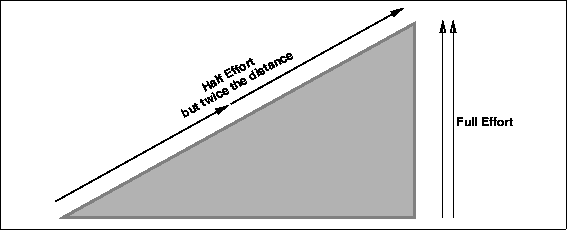 Half Effort
but twice the distance
Full Effort